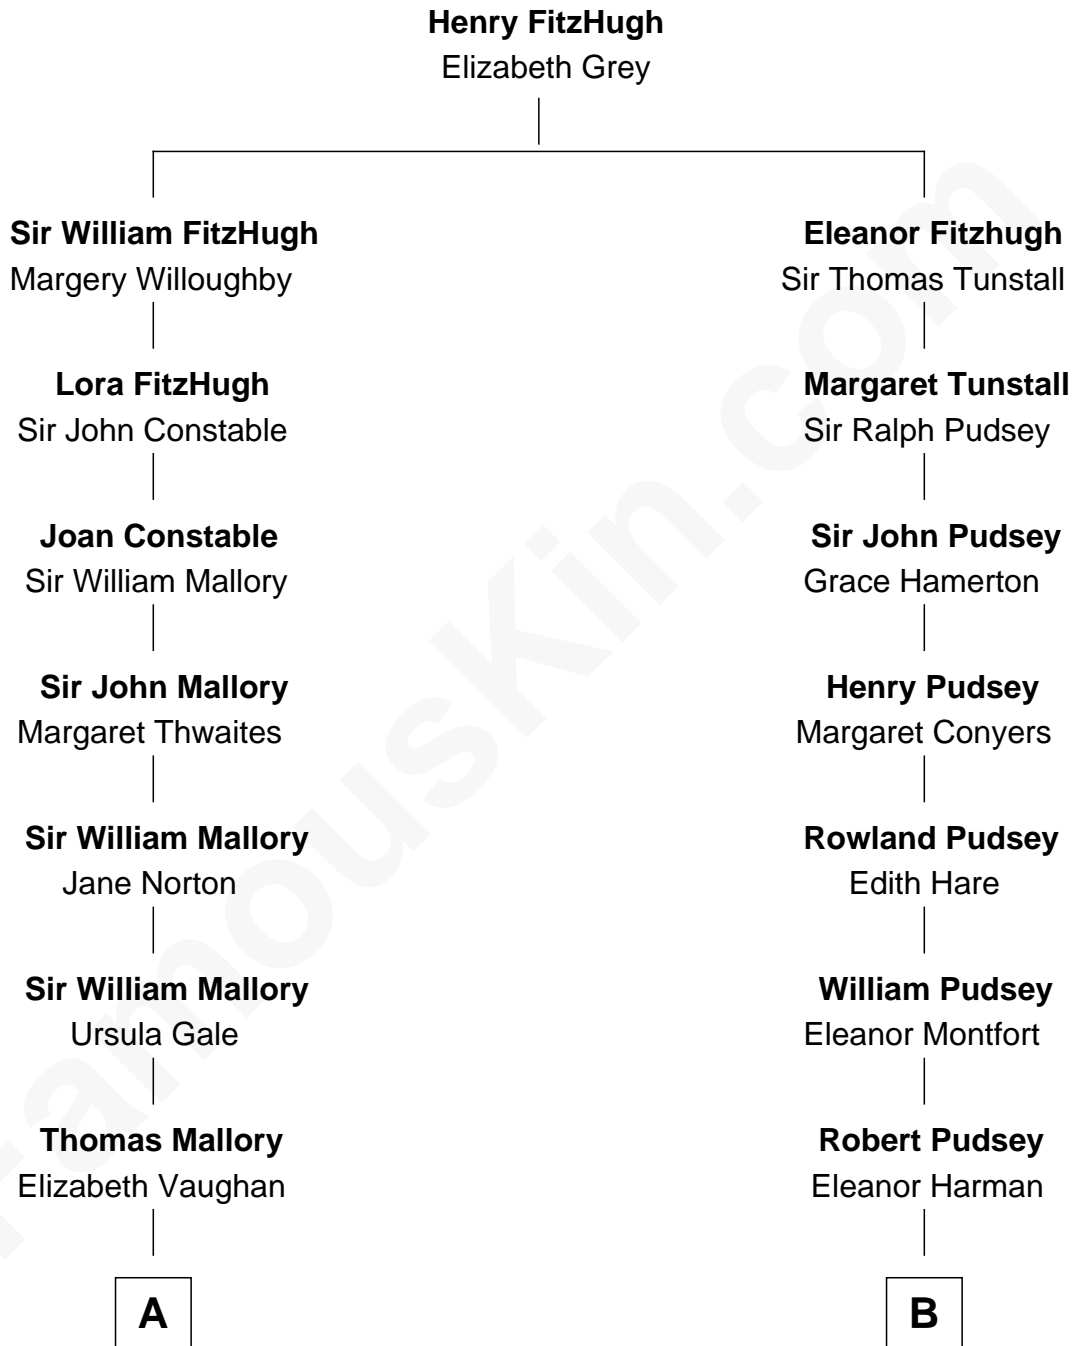 Henry FitzHugh
Elizabeth Grey
Sir William FitzHugh
Margery Willoughby
Lora FitzHugh
Sir John Constable
Joan Constable
Sir William Mallory
Sir John Mallory
Margaret Thwaites
Sir William Mallory
Jane Norton
Sir William Mallory
Ursula Gale
Thomas Mallory
Elizabeth Vaughan
A
Eleanor Fitzhugh
Sir Thomas Tunstall
Margaret Tunstall
Sir Ralph Pudsey
Sir John Pudsey
Grace Hamerton
Henry Pudsey
Margaret Conyers
Rowland Pudsey
Edith Hare
William Pudsey
Eleanor Montfort
Robert Pudsey
Eleanor Harman
B
FamousKin.com